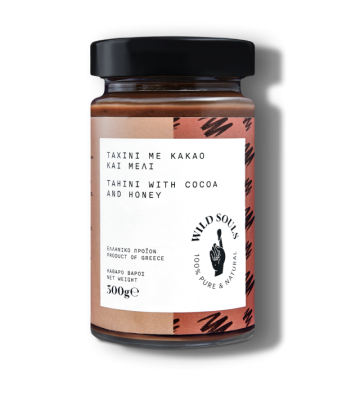 ΤΑΧΙΝΙ ΜΕ ΚΑΚΑΟ
ΚΑΙ ΜΕΛΙ
TAHINI WITH COCOA
AND HONEY
WILD SOULS
100% PURE & NATURAL
ΕΛΛΗΝΙΚΟ ΠΡΟΪΟΝ
PRODUCT OF GREECE
ΚΑΘΑΡΟ ΒΑΡΟΣ
NET WEIGHT
300g℮